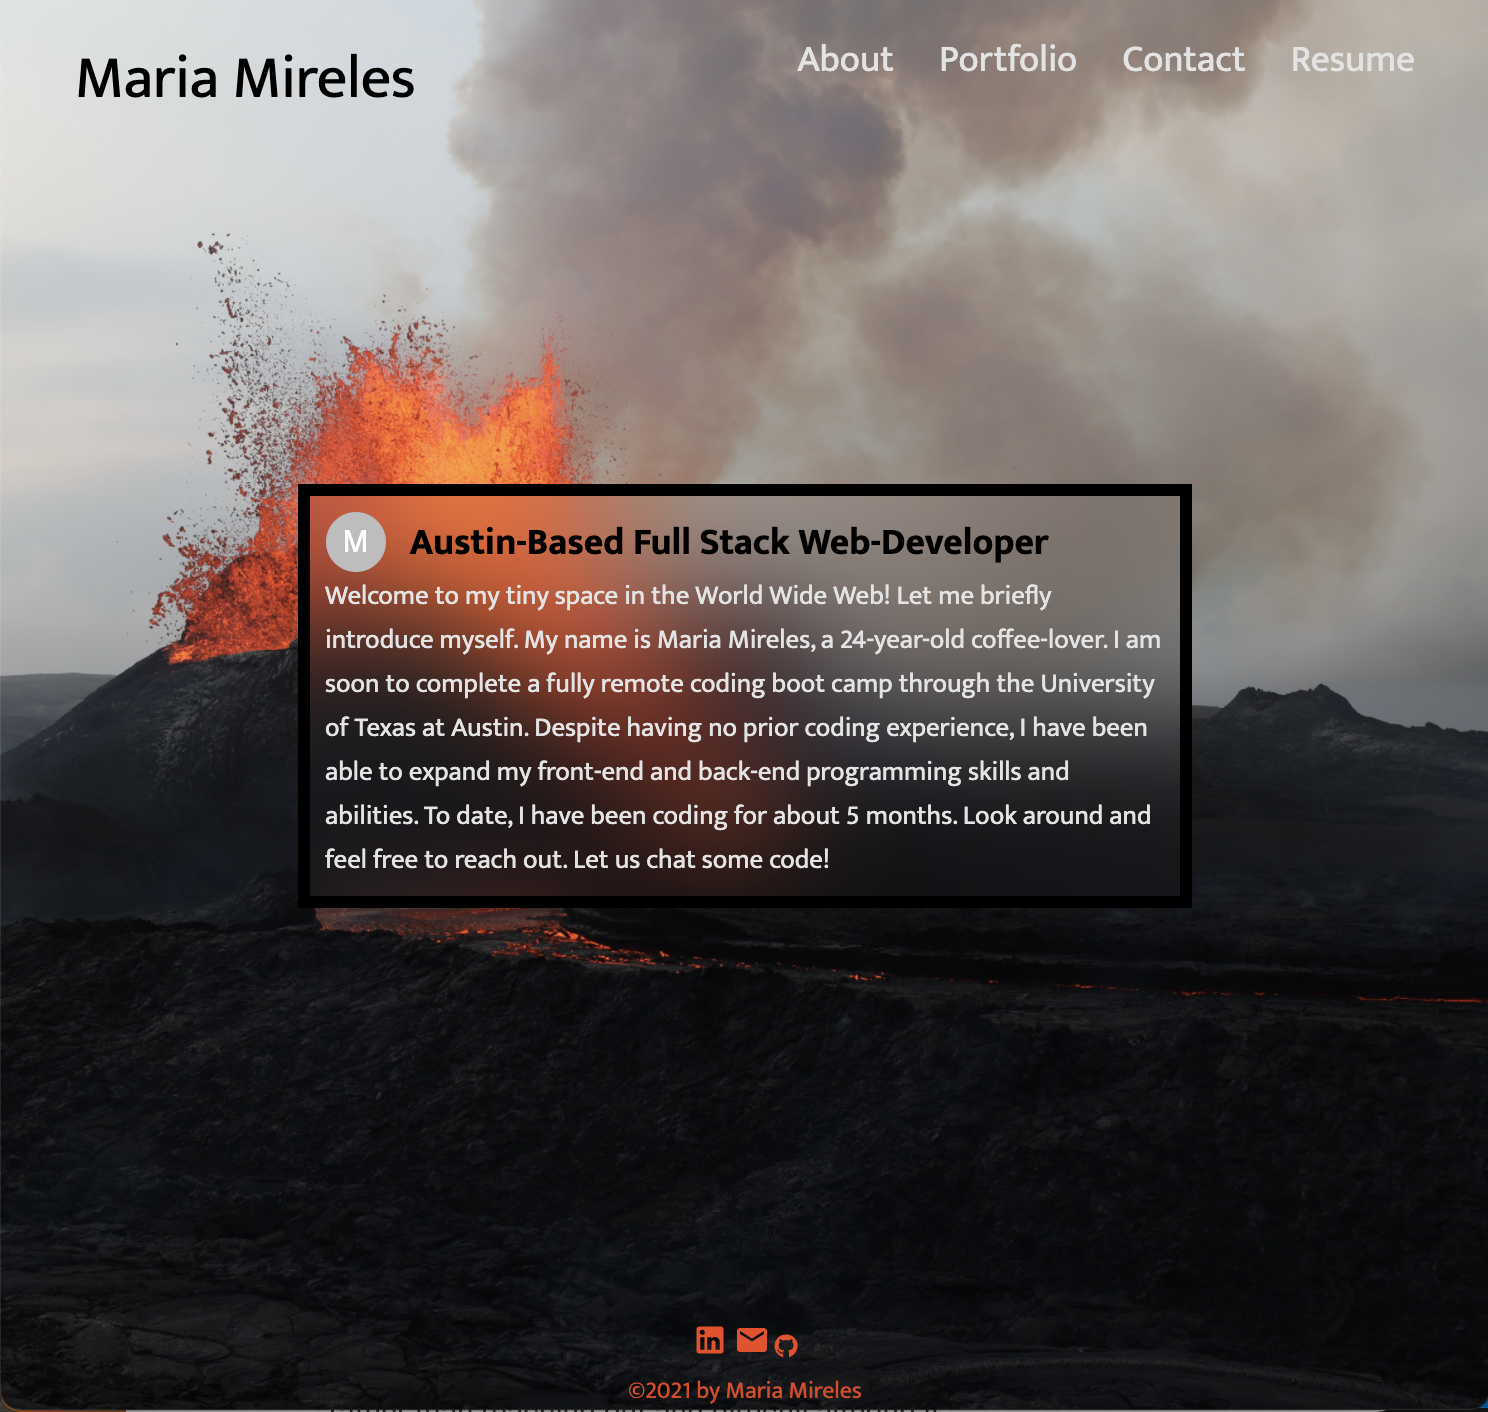 Maria Mireles
About Portfolio Contact Resume
M Austin-Based Full Stack Web-Developer
Welcome to my tiny space in the World Wide Web! Let me briefly
introduce myself. My name is Maria Mireles, a 24-year-old coffee-lover. I am
soon to complete a fully remote coding boot camp through the University
of Texas at Austin. Despite having no prior coding experience, I have been
able to expand my front-end and back-end programming skills and
abilities. To date, I have been coding for about 5 months. Look around and
feel free to reach out. Let us chat some code!
in
©2021 by Maria Mireles